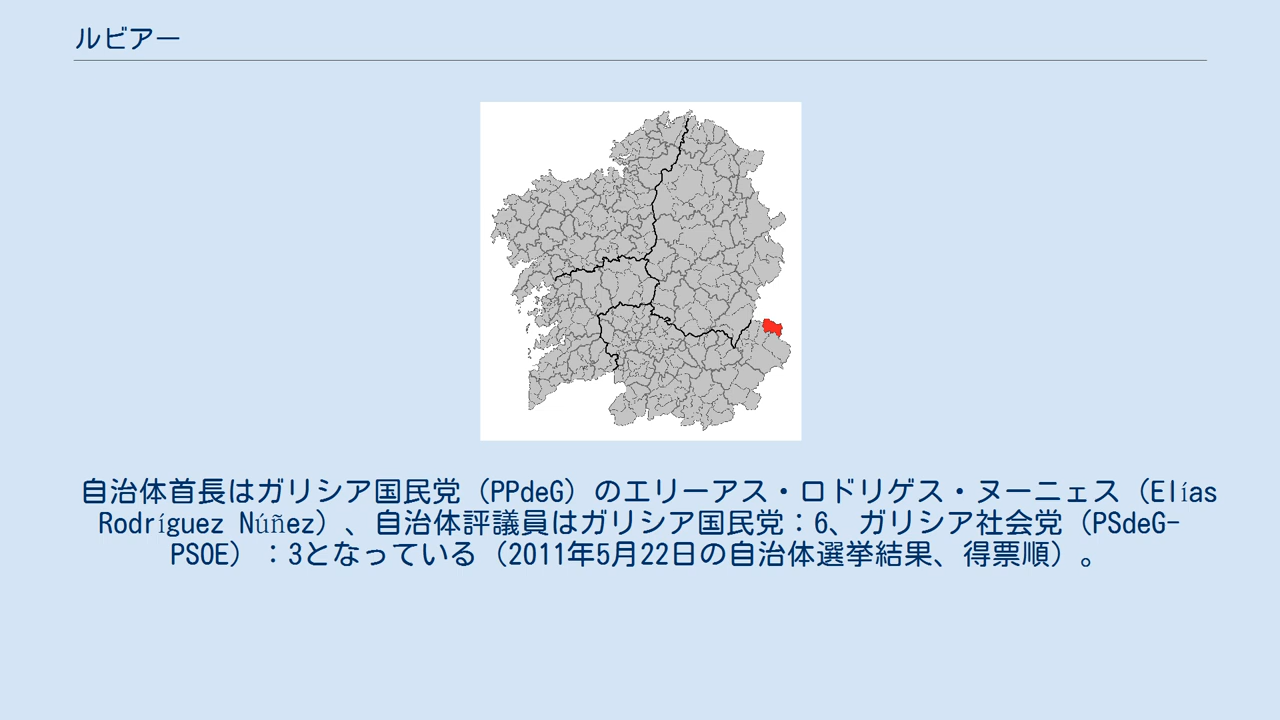 ルビアー
自治体首長はガリシア国民党（PPdeG）のエリーアス・ロドリゲス・ヌーニェス（Elías
Rodríguez Núñez）、自治体評議員はガリシア国民党：6、ガリシア社会党（PSdeG-
PSOE）：3となっている（2011年5月22日の自治体選挙結果、得票順）。